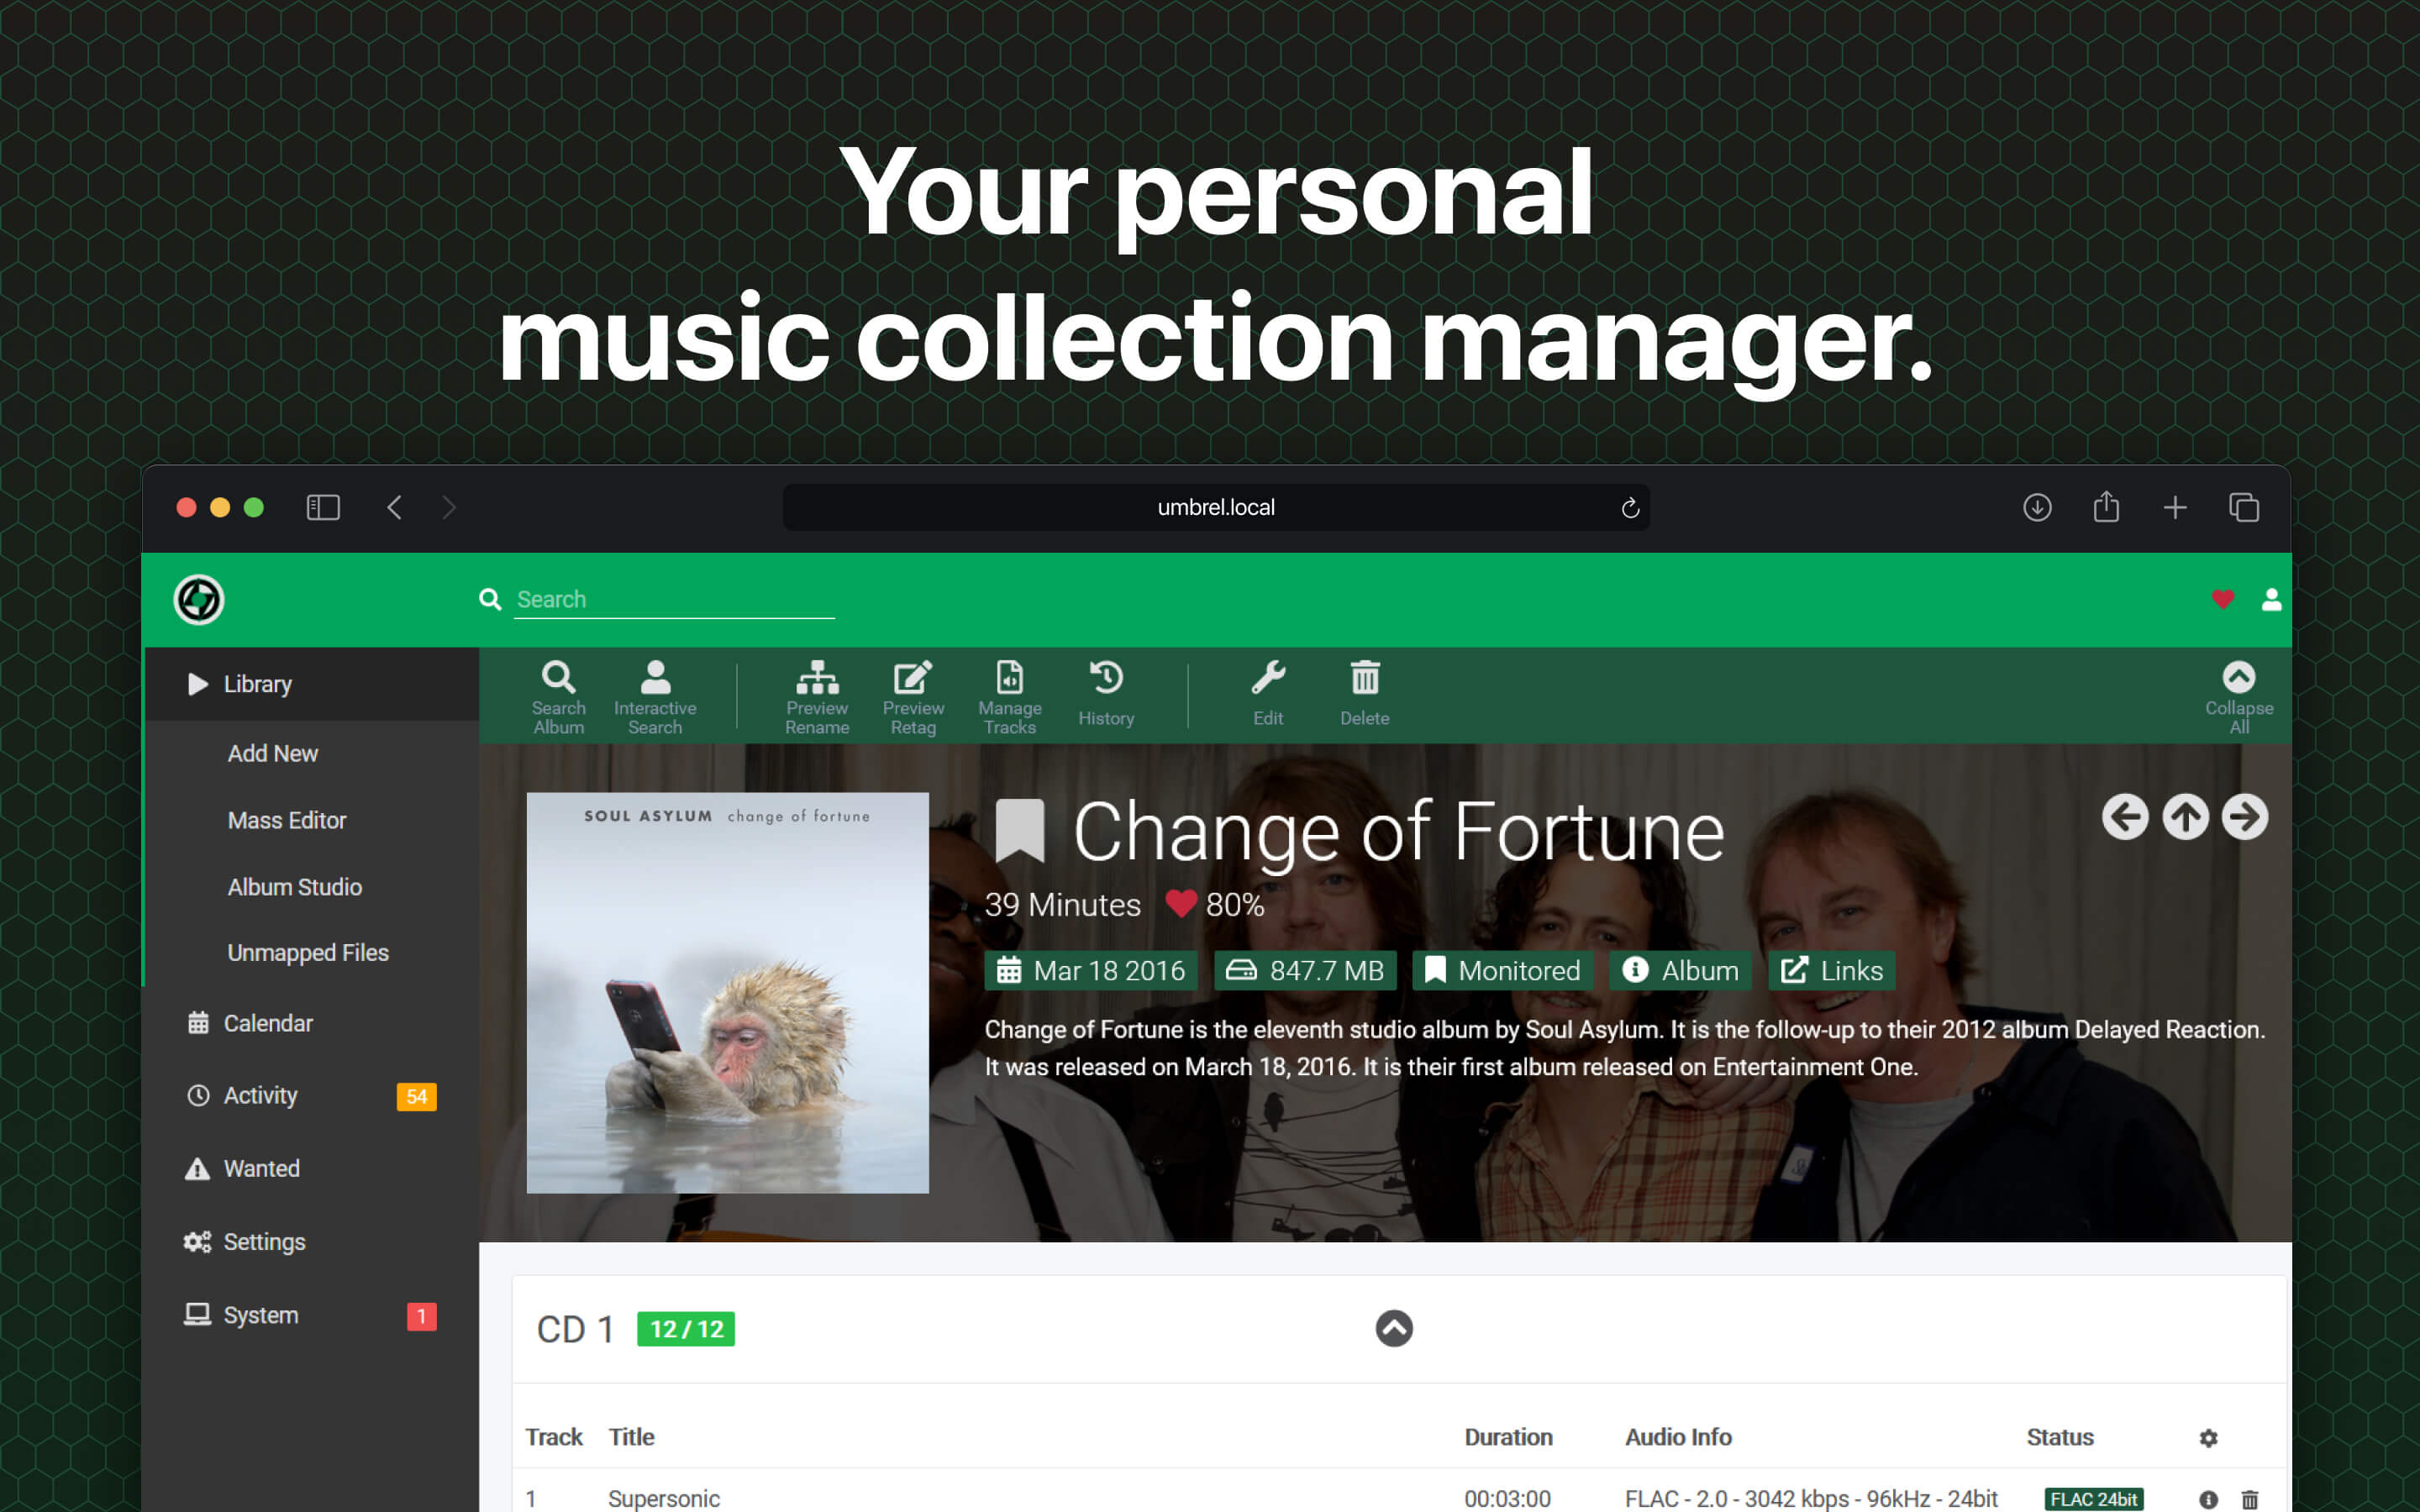 Your personal
music collection manager.
umbrel.local
Search
Library
Add New
Mass Editor
Album Studio
Unmapped Files
Calendar
Activity 54
Wanted
Settings
System 1
Search Album
Interactive Search
Preview Rename
Preview Retag
Manage Tracks
History
Edit
Delete
Collapse All
SOUL ASYLUM change of fortune
Change of Fortune
39 Minutes 80%
Mar 18 2016 847.7 MB Monitored Album Links
Change of Fortune is the eleventh studio album by Soul Asylum. It is the follow-up to their 2012 album Delayed Reaction.
It was released on March 18, 2016. It is their first album released on Entertainment One.
CD 1 12 / 12
Track Title Duration Audio Info Status
1 Supersonic 00:03:00 FLAC - 2.0 - 3042 kbps - 96kHz - 24bit FLAC 24bit